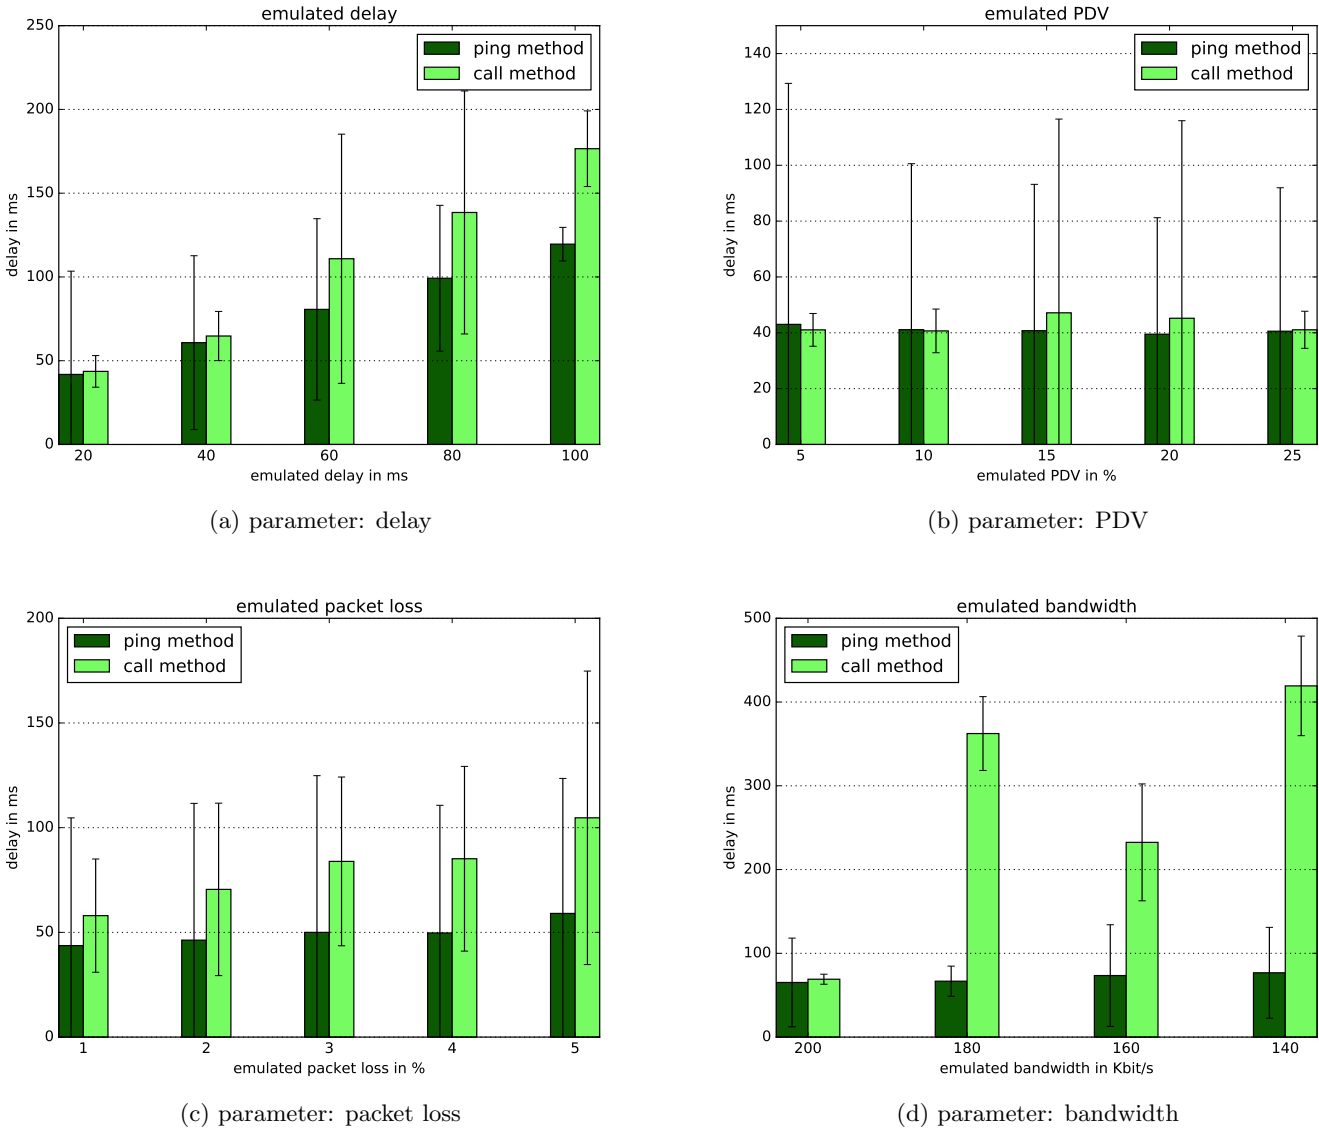 emulated delay
250
200
150
100
50
0
delay in ms
ping method
call method
20 40 60 80 100
emulated delay in ms
(a) parameter: delay
emulated PDV
140
120
100
80
60
40
20
0
delay in ms
ping method
call method
5 10 15 20 25
emulated PDV in %
(b) parameter: PDV
emulated packet loss
200
150
100
50
0
delay in ms
ping method
call method
1 2 3 4 5
emulated packet loss in %
(c) parameter: packet loss
emulated bandwidth
500
400
300
200
100
0
delay in ms
ping method
call method
200 180 160 140
emulated bandwidth in Kbit/s
(d) parameter: bandwidth